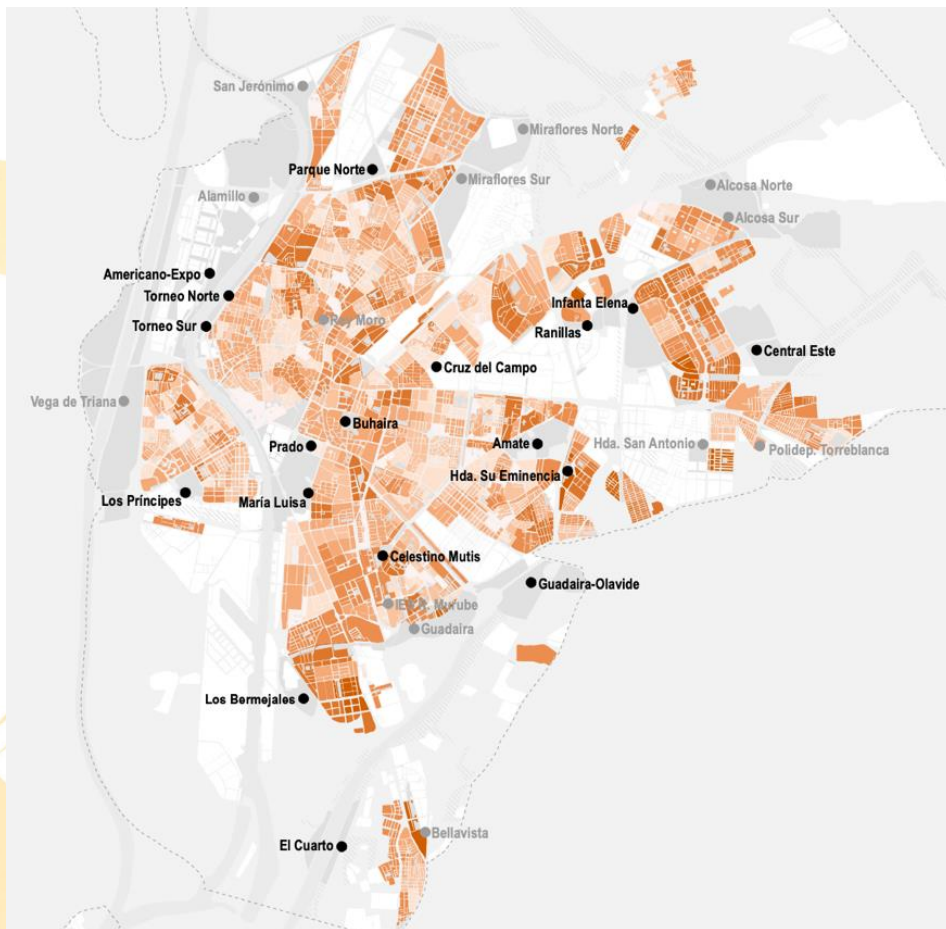 San Jerónimo
Miraflores Norte
Parque Norte
Miraflores Sur
Alcosa Norte
Alamillo
Alcosa Sur
Americano-Expo
Torneo Norte
Infanta Elena
Rey Moro
Torneo Sur
Ranillas
Central Este
Cruz del Campo
Vega de Triana
Buhaira
Prado
Amate
Hda. San Antonio
Polidep. Torreblanca
Hda. Su Eminencia
Los Príncipes
María Luisa
Celestino Mutis
Guadaira-Olavide
Murube
Guadaira
Los Bermejales
Bellavista
El Cuarto